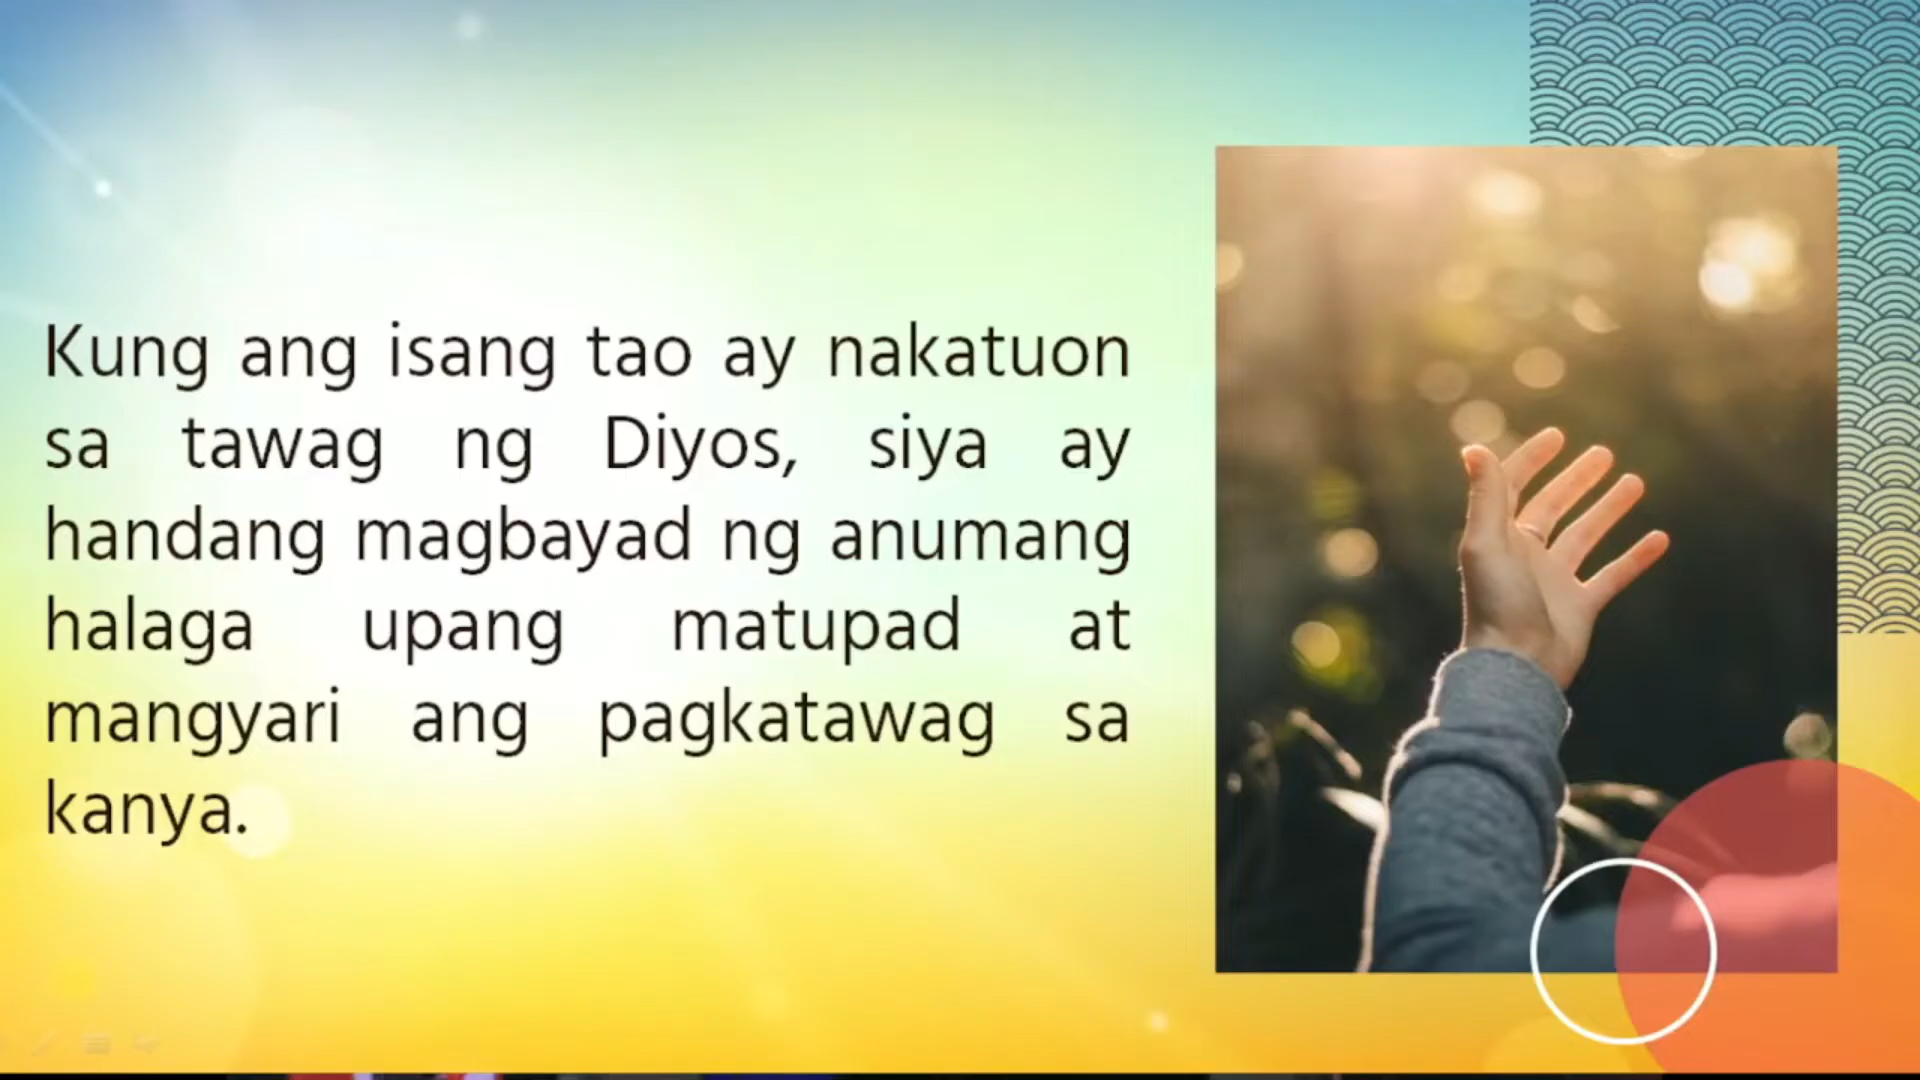 Kung ang isang tao ay nakatuon
sa tawag ng Diyos, siya ay
handang magbayad ng anumang
halaga upang matupad at
mangyari ang pagkatawag sa
kanya.